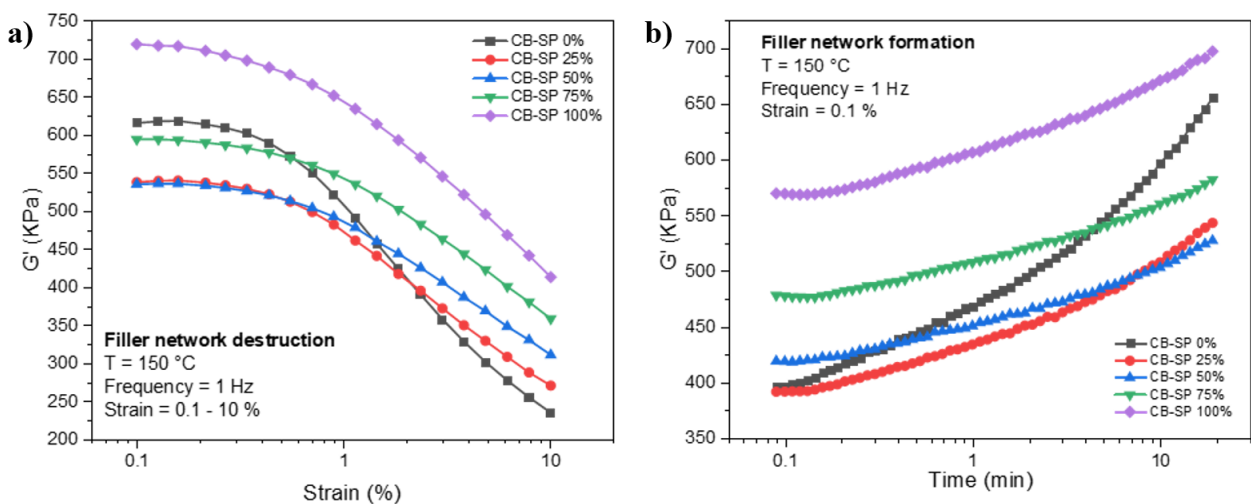 a)
G' (KPa)
750
700
650
600
550
500
450
400
350
300
250
200
CB-SP 0%
CB-SP 25%
CB-SP 50%
CB-SP 75%
CB-SP 100%
Filler network destruction
T = 150 °C
Frequency = 1 Hz
Strain = 0.1 - 10 %
0.1 1 10
Strain (%)
b)
G' (KPa)
700
650
600
550
500
450
400
350
Filler network formation
T = 150 °C
Frequency = 1 Hz
Strain = 0.1 %
CB-SP 0%
CB-SP 25%
CB-SP 50%
CB-SP 75%
CB-SP 100%
0.1 1 10
Time (min)